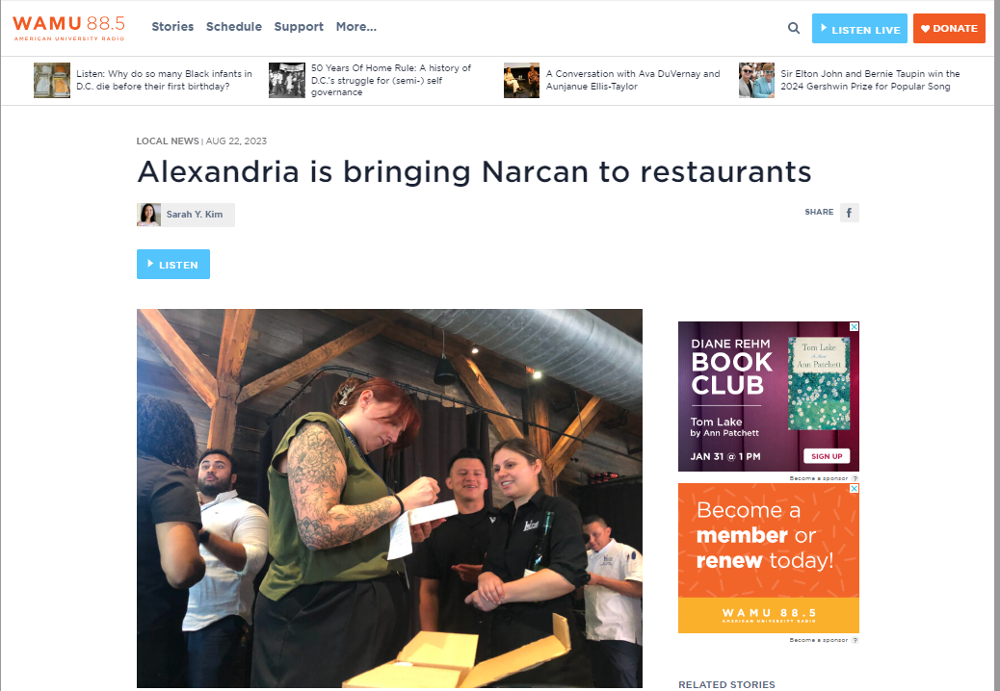 WAMU 88.5
AMERICAN UNIVERSITY RADIO
Stories Schedule Support More...
LISTEN LIVE
DONATE
Listen: Why do so many Black infants in
D.C. die before their first birthday?
50 Years Of Home Rule: A history of
D.C.'s struggle for (semi-) self
governance
A Conversation with Ava DuVernay and
Aunjanue Ellis-Taylor
Sir Elton John and Bernie Taupin win the
2024 Gershwin Prize for Popular Song
LOCAL NEWS | AUG 22, 2023
Alexandria is bringing Narcan to restaurants
Sarah Y. Kim
SHARE
LISTEN
DIANE REHM
BOOK
CLUB
Tom Lake
by Ann Patchett
JAN 31 @ 1 PM
Tom Lake
Ann Patchett
SIGN UP
Become a sponsor ?
Become a
member or
renew today!
WAMU 88.5
AMERICAN UNIVERSITY RADIO
Become a sponsor ?
RELATED STORIES